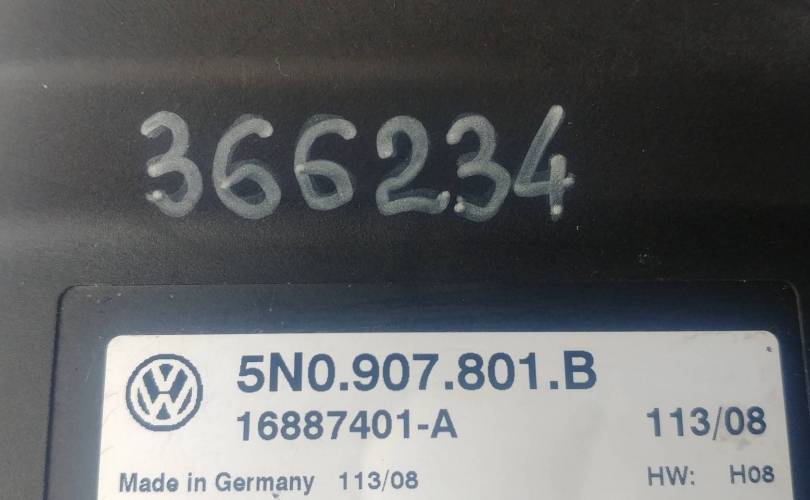 366234
5N0.907.801.B
16887401-A 113/08
Made in Germany 113/08 HW: H08